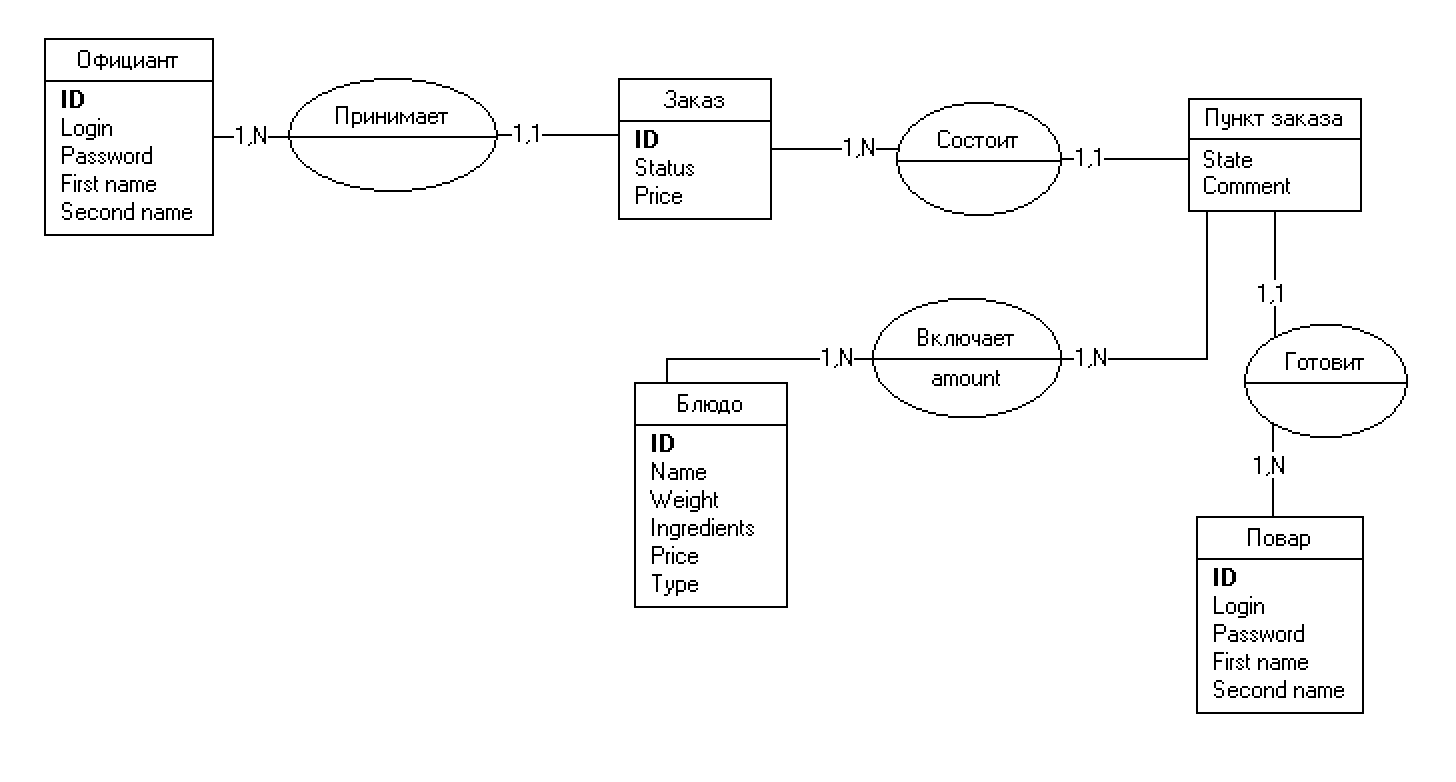 Официант
ID
Login
Password
First name
Second name
1,N
Принимает
1,1
Заказ
ID
Status
Price
1,N
Состоит
1,1
Пункт заказа
State
Comment
1,N
Включает
amount
1,N
1,1
Готовит
1,N
Блюдо
ID
Name
Weight
Ingredients
Price
Type
Повар
ID
Login
Password
First name
Second name